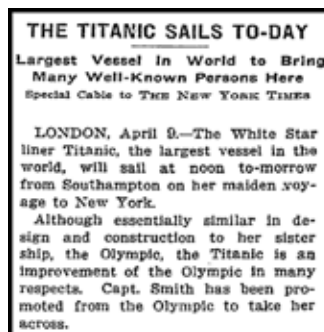 THE TITANIC SAILS TO-DAY
Largest Vessel in World to Bring
Many Well-Known Persons Here
Special Cable to THE NEW YORK TIMES
LONDON, April 9.—The White Star
liner Titanic, the largest vessel in the
world, will sail at noon to-morrow
from Southampton on her maiden voy-
age to New York.
Although essentially similar in de-
sign and construction to her sister
ship, the Olympic, the Titanic is an
improvement of the Olympic in many
respects. Capt. Smith has been pro-
moted from the Olympic to take her
across.